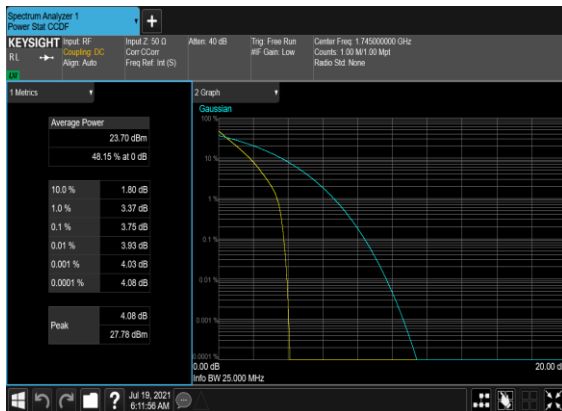 Spectrum Analyzer 1
Power Stat CCDF
KEYSIGHT
RL
Input: RF
Coupling: DC
Align: Auto
Input Z: 50 Ω
Corr CCorr
Freq Ref: Int (S)
Atten: 40 dB
Trig: Free Run
#IF Gain: Low
Center Freq: 1.745000000 GHz
Counts: 1.00 M/1.00 Mpt
Radio Std: None
1 Metrics
Average Power
23.70 dBm
48.15 % at 0 dB
10.0 % 1.80 dB
1.0 % 3.37 dB
0.1 % 3.75 dB
0.01 % 3.93 dB
0.001 % 4.03 dB
0.0001 % 4.08 dB
Peak
4.08 dB
27.78 dBm
2 Graph
Gaussian
100 %
10 %
1 %
0.1 %
0.01 %
0.001 %
0.0001 %
0.00 dB
20.00 d
Info BW 25.000 MHz
Jul 19, 2021
6:11:56 AM